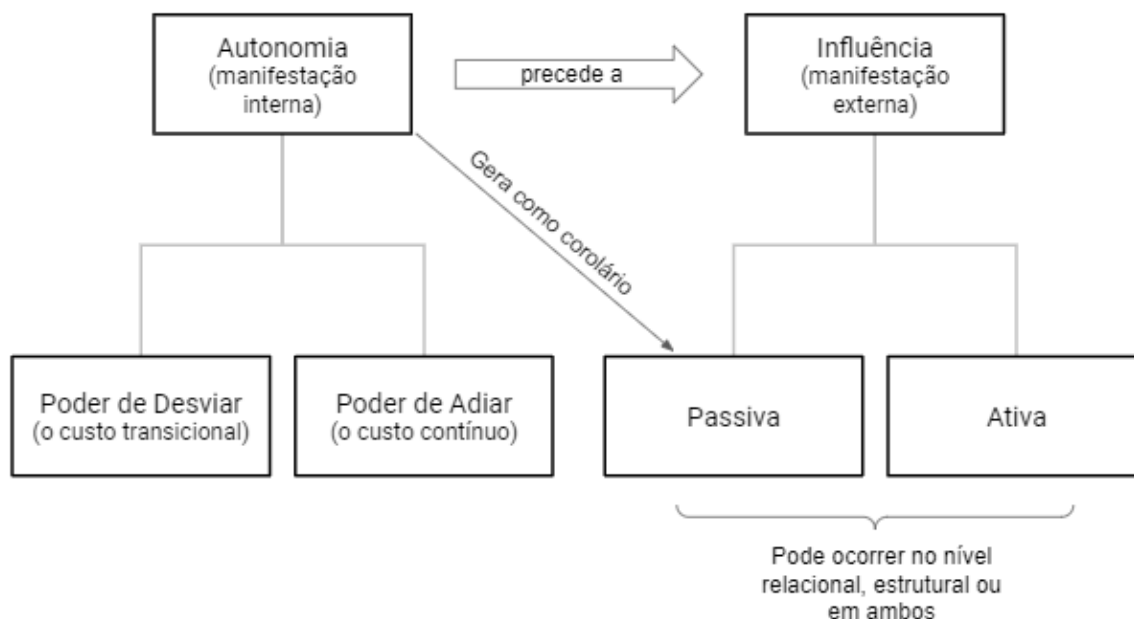 Autonomia
(manifestação
interna)
precede a
Influência
(manifestação
externa)
Gera como corolário
Poder de Desviar
(o custo transicional)
Poder de Adiar
(o custo contínuo)
Passiva
Ativa
Pode ocorrer no nível
relacional, estrutural ou
em ambos